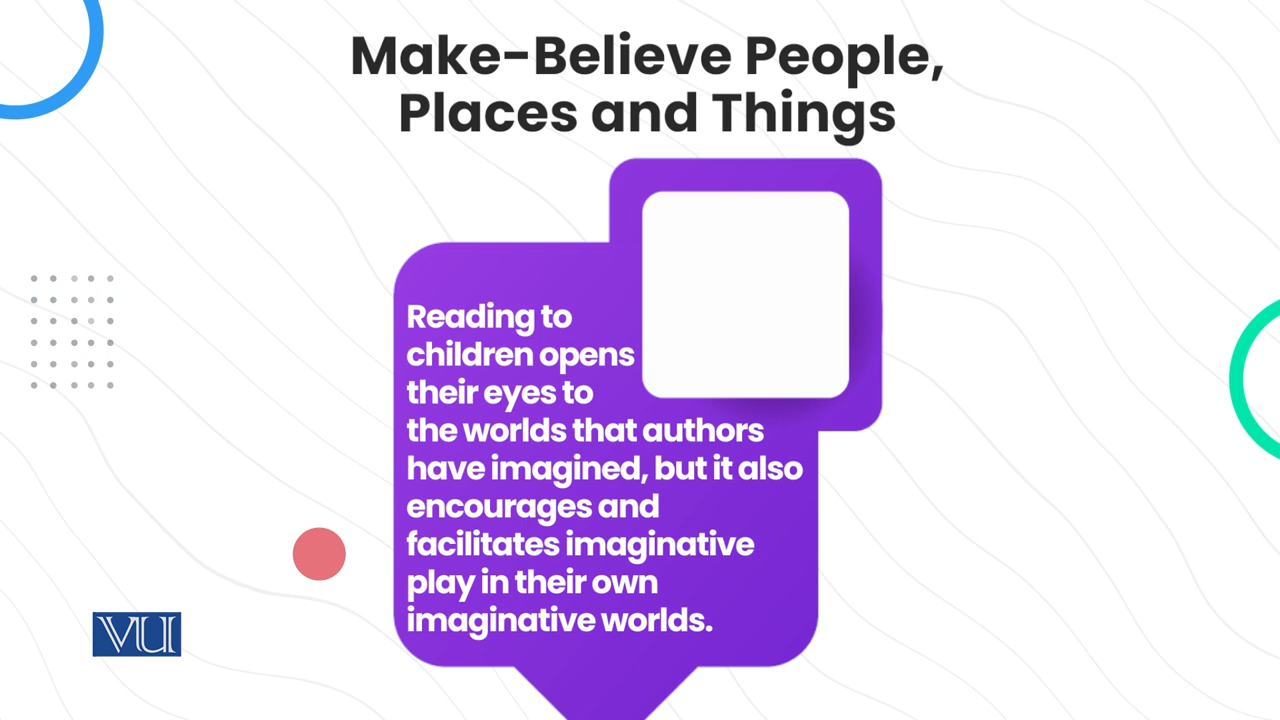 Make-Believe People,
Places and Things
Reading to
children opens
their eyes to
the worlds that authors
have imagined, but it also
encourages and
facilitates imaginative
play in their own
imaginative worlds.
VU